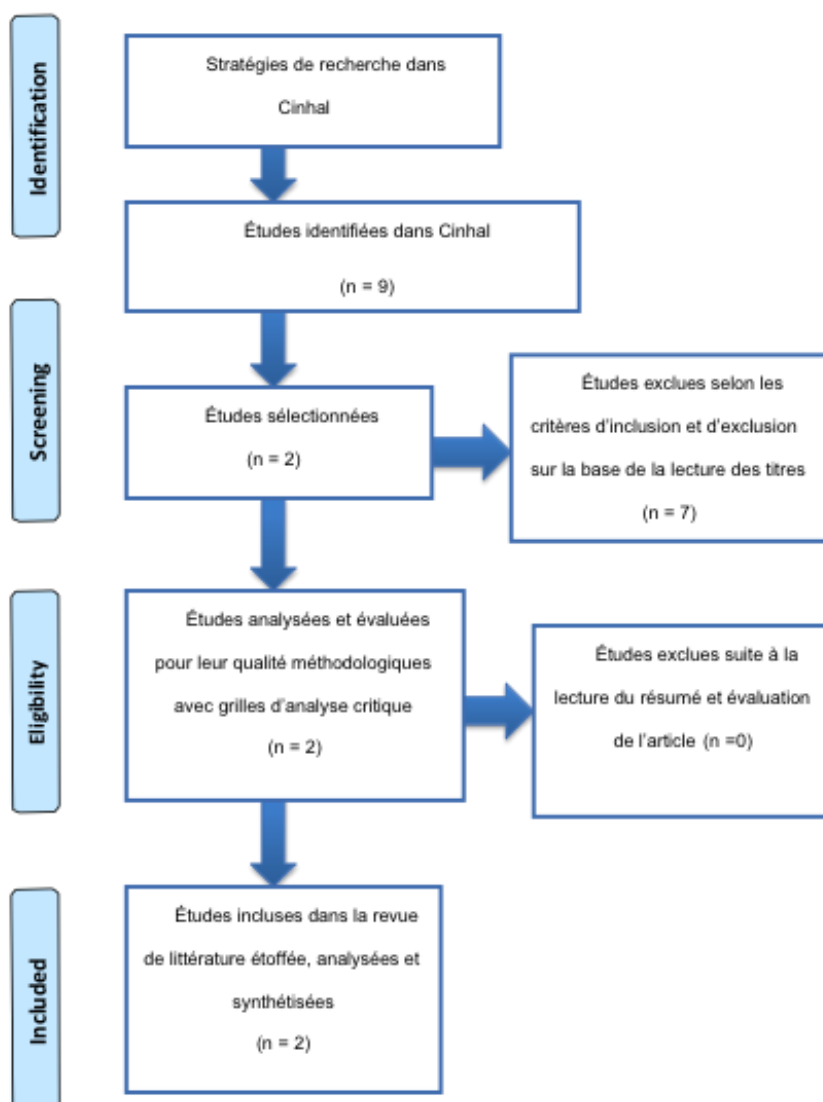 Identification
Stratégies de recherche dans
Cinhal
Études identifiées dans Cinhal
(n = 9)
Screening
Études sélectionnées
(n = 2)
Études exclues selon les
critères d'inclusion et d'exclusion
sur la base de la lecture des titres
(n = 7)
Eligibility
Études analysées et évaluées
pour leur qualité méthodologiques
avec grilles d'analyse critique
(n = 2)
Études exclues suite à la
lecture du résumé et évaluation
de l'article (n =0)
Included
Études incluses dans la revue
de littérature étoffée, analysées et
synthétisées
(n = 2)